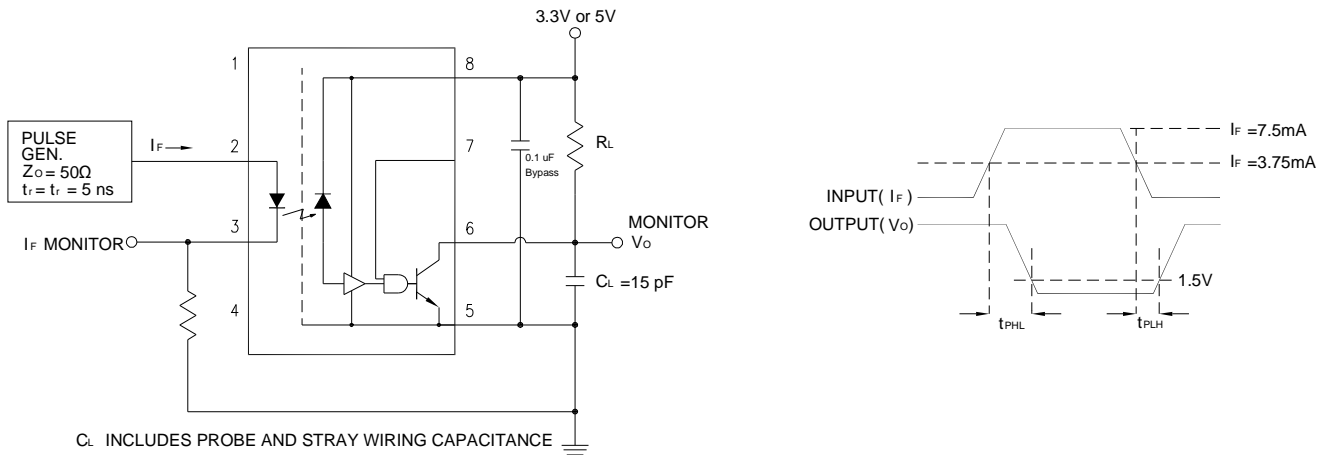 3.3V or 5V
1
8
PULSE
GEN.
Zo = 50Ω
tr = tr = 5 ns
IF
2
7
0.1 uF
Bypass
RL
3
IF MONITOR
6
MONITOR
Vo
CL =15 pF
4
5
CL INCLUDES PROBE AND STRAY WIRING CAPACITANCE
IF =7.5mA
IF =3.75mA
INPUT( IF )
OUTPUT( Vo)
1.5V
tPHL
tPLH